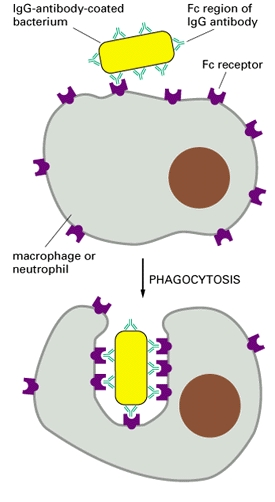 IgG-antibody-coated
bacterium
Fc region of
IgG antibody
Fc receptor
macrophage or
neutrophil
PHAGOCYTOSIS